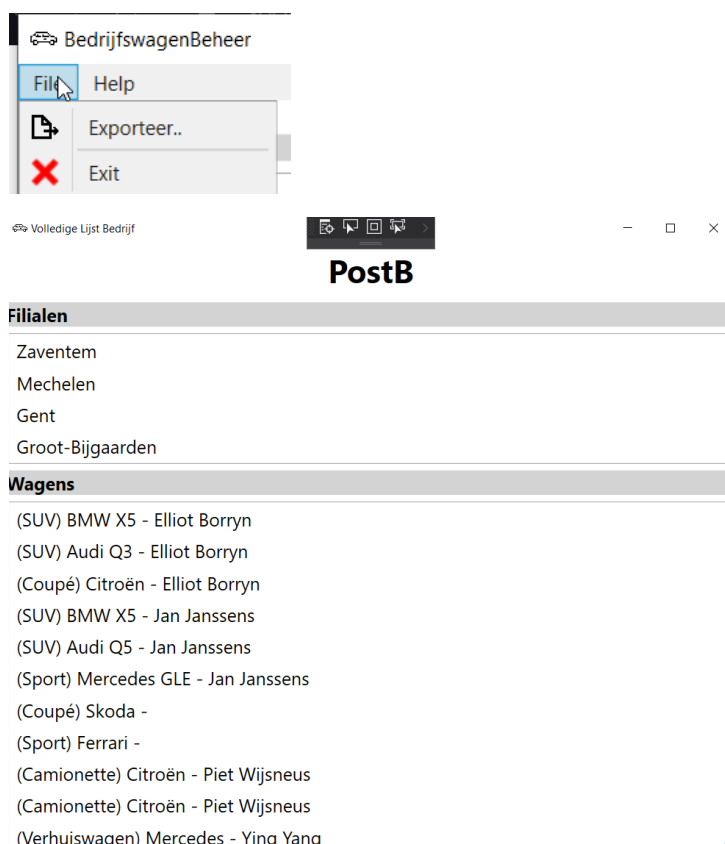 BedrijfswagenBeheer
File Help
Exporteer..
Exit
Volledige Lijst Bedrijf
PostB
Filialen
Zaventem
Mechelen
Gent
Groot-Bijgaarden
Wagens
(SUV) BMW X5 - Elliot Borryn
(SUV) Audi Q3 - Elliot Borryn
(Coupé) Citroën - Elliot Borryn
(SUV) BMW X5 - Jan Janssens
(SUV) Audi Q5 - Jan Janssens
(Sport) Mercedes GLE - Jan Janssens
(Coupé) Skoda -
(Sport) Ferrari -
(Camionette) Citroën - Piet Wijsneus
(Camionette) Citroën - Piet Wijsneus
(Verhuiswagen) Mercedes - Ying Yang